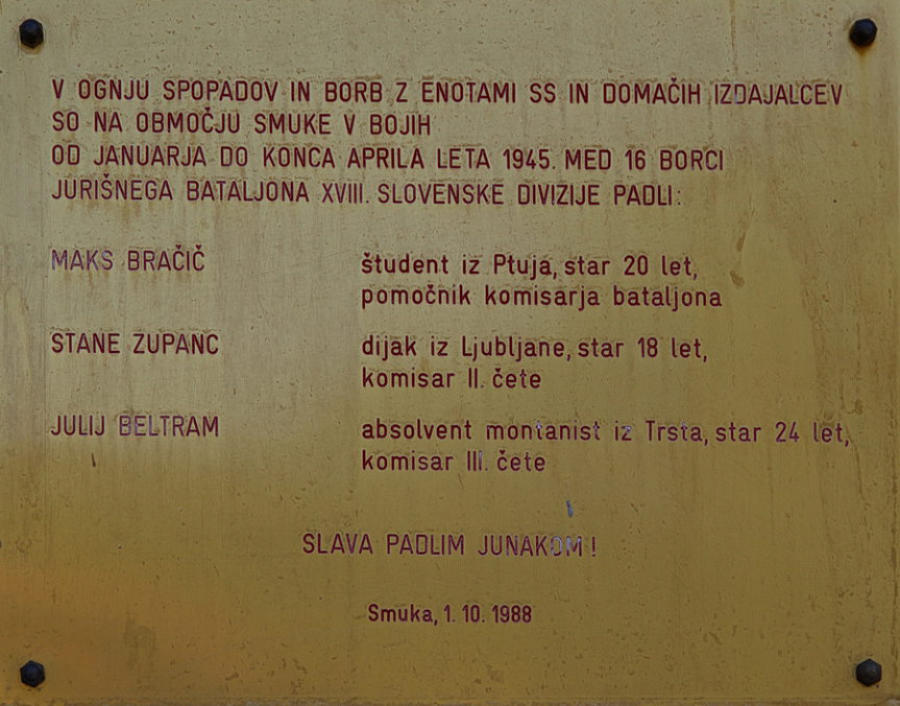 V OGNJU SPOPADOV IN BORB Z ENOTAMI SS IN DOMAČIH IZDAJALCEV
SO NA OBMOČJU SMUKE V BOJIH
OD JANUARJA DO KONCA APRILA LETA 1945. MED 16 BORCI
JURIŠNEGA BATALJONA XVIII. SLOVENSKE DIVIZIJE PADLI:
MAKS BRAČIČ
študent iz Ptuja, star 20 let,
pomočnik komisarja bataljona
STANE ZUPANC
dijak iz Ljubljane, star 18 let,
komisar II. čete
JULIJ BELTRAM
absolvent montanist iz Trsta, star 24 let,
komisar III. čete
SLAVA PADLIM JUNAKOM!
Smuka, 1. 10. 1988